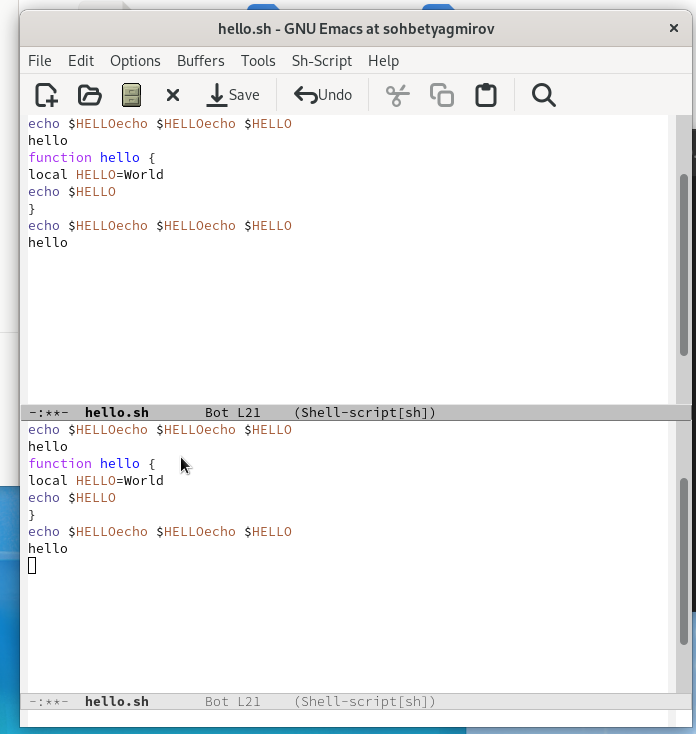 hello.sh - GNU Emacs at sohbetyagmirov
File Edit Options Buffers Tools Sh-Script Help
Save Undo
echo $HELLOecho $HELLOecho $HELLO
hello
function hello {
local HELLO=World
echo $HELLO
}
echo $HELLOecho $HELLOecho $HELLO
hello
-:**- hello.sh Bot L21 (Shell-script[sh])
echo $HELLOecho $HELLOecho $HELLO
hello
function hello {
local HELLO=World
echo $HELLO
}
echo $HELLOecho $HELLOecho $HELLO
hello
-:**- hello.sh Bot L21 (Shell-script[sh])